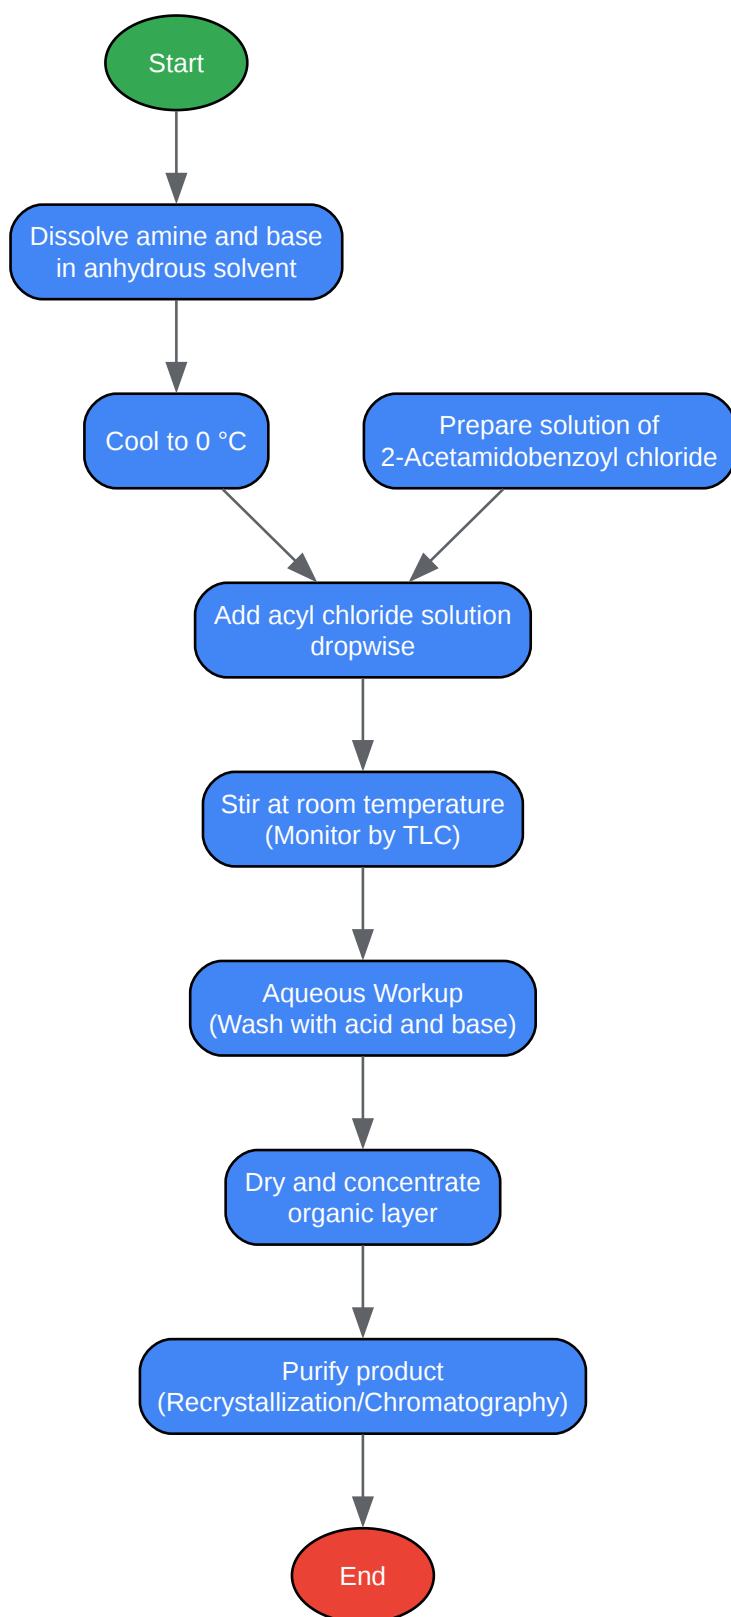 Start
Dissolve amine and base
in anhydrous solvent
Cool to 0 °C
Prepare solution of
2-Acetamidobenzoyl chloride
Add acyl chloride solution
dropwise
Stir at room temperature
(Monitor by TLC)
Aqueous Workup
(Wash with acid and base)
Dry and concentrate
organic layer
Purify product
(Recrystallization/Chromatography)
End